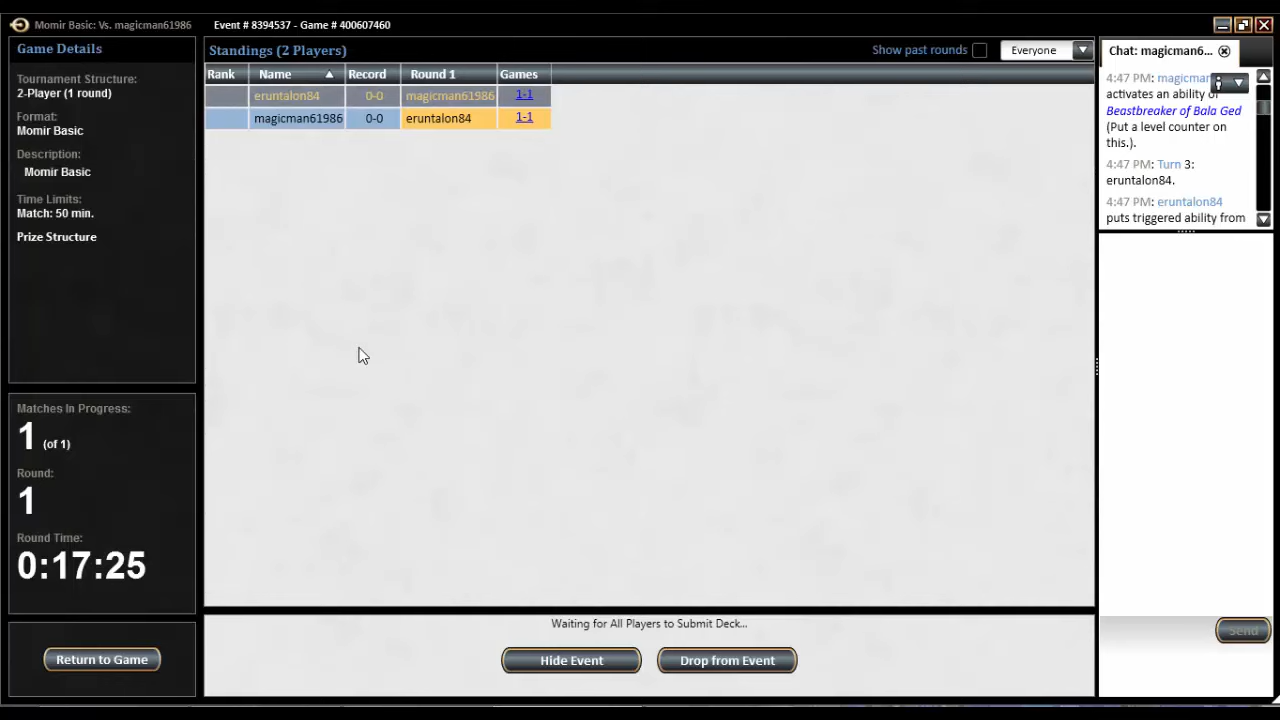 Momir Basic: Vs. magicman61986
Event # 8394537 - Game # 400607460
Game Details
Tournament Structure:
2-Player (1 round)
Format:
Momir Basic
Description:
Momir Basic
Time Limits:
Match: 50 min.
Prize Structure
Matches In Progress:
1 (of 1)
Round:
1
Round Time:
0:17:25
Return to Game
Standings (2 Players)
Show past rounds
Everyone
Rank Name Record Round 1 Games
eruntalon84 0-0 magicman61986 1-1
magicman61986 0-0 eruntalon84 1-1
Waiting for All Players to Submit Deck...
Hide Event Drop from Event
Chat: magicman6...
4:47 PM: magicman
activates an ability of
Beastbreaker of Bala Ged
(Put a level counter on
this.).
4:47 PM: Turn 3:
eruntalon84.
4:47 PM: eruntalon84
puts triggered ability from
Send